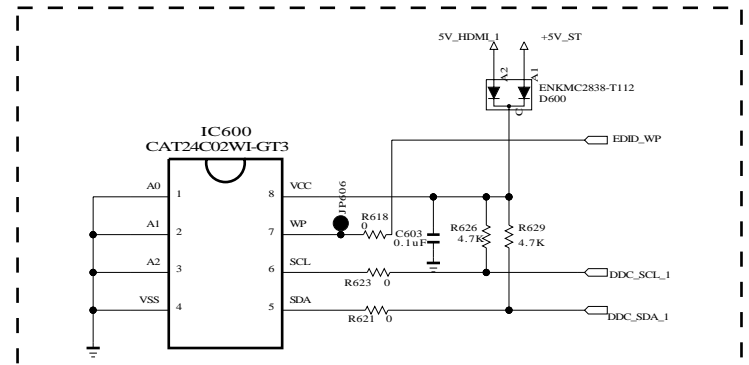 5V_HDMI_1
+5V_ST
A2
A1
ENKMC2838-T112
D600
C
IC600
CAT24C02WI-GT3
EDID_WP
A0
1
8
VCC
JP606
R618
0
A1
2
7
WP
C603
0.1uF
R626
4.7K
R629
4.7K
A2
3
6
SCL
R623
0
DDC_SCL_1
VSS
4
5
SDA
R621
0
DDC_SDA_1